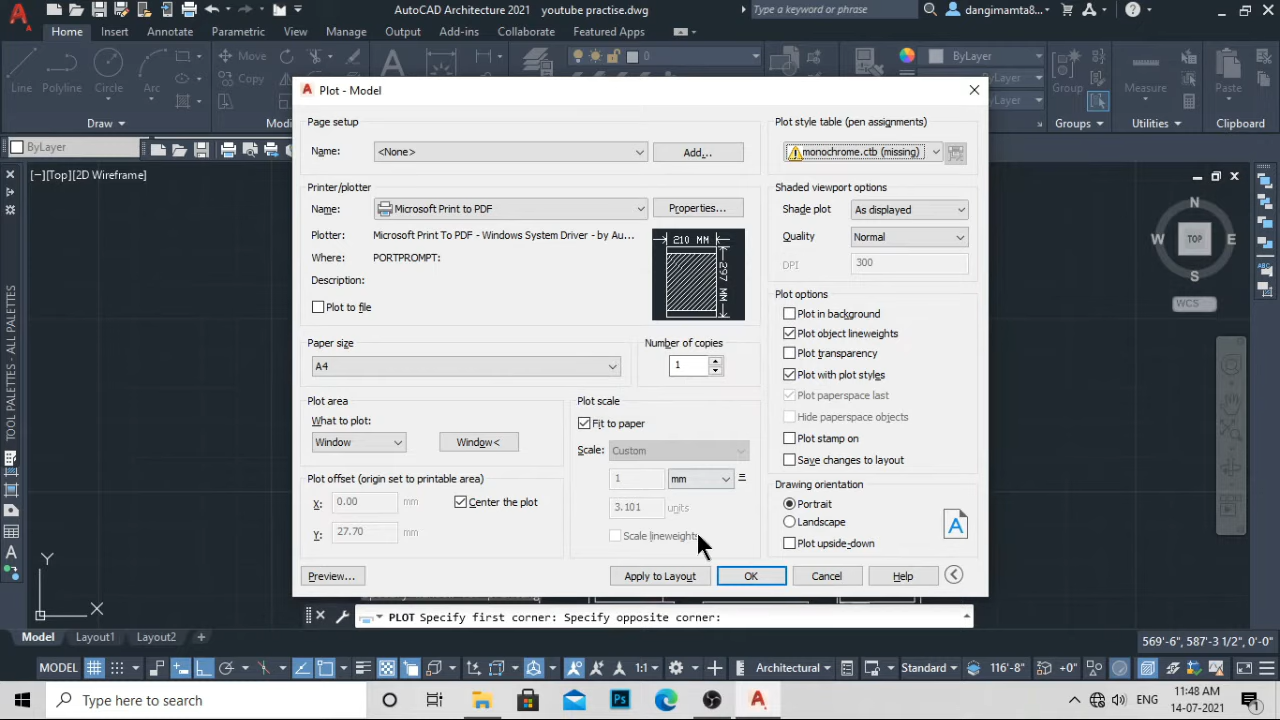 AutoCAD Architecture 2021 youtube practise.dwg
Type a keyword or phrase
dangimamta8...
Home Insert Annotate Parametric View Manage Output Add-ins Collaborate Featured Apps
Line Polyline Circle Arc
Move
Copy
0
ByLayer
Group Measure Paste
Draw
Groups Utilities Clipboard
ByLayer
[−][Top][2D Wireframe]
TOOL PALETTES - ALL PALETTES
N
W TOP E
S
WCS
Plot - Model
Page setup
Name: <None> Add...
Printer/plotter
Name: Microsoft Print to PDF Properties...
Plotter: Microsoft Print To PDF - Windows System Driver - by Au...
Where: PORTPROMPT:
Description:
Plot to file
210 MM
297 MM
Paper size
A4
Number of copies
1
Plot area
What to plot:
Window Window<
Plot offset (origin set to printable area)
X: 0.00 mm Center the plot
Y: 27.70 mm
Plot scale
Fit to paper
Scale: Custom
1 mm =
3.101 units
Scale lineweights
Plot style table (pen assignments)
monochrome.ctb (missing)
Shaded viewport options
Shade plot As displayed
Quality Normal
DPI 300
Plot options
Plot in background
Plot object lineweights
Plot transparency
Plot with plot styles
Plot paperspace last
Hide paperspace objects
Plot stamp on
Save changes to layout
Drawing orientation
Portrait
Landscape
Plot upside-down
A
Preview... Apply to Layout OK Cancel Help
Y
X
PLOT Specify first corner: Specify opposite corner:
Model Layout1 Layout2 +
569'-6", 587'-3 1/2", 0'-0"
MODEL 1:1 Architectural Standard 116'-8" +0"
Type here to search
ENG
11:48 AM
14-07-2021